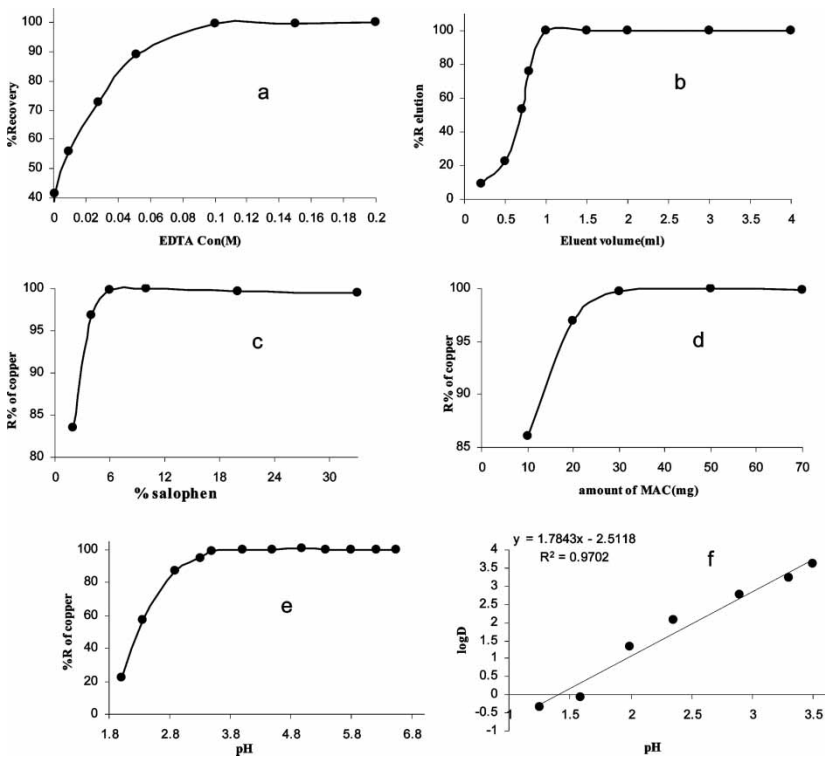 %Recovery
100
90
80
70
60
50
40
0 0.02 0.04 0.06 0.08 0.1 0.12 0.14 0.16 0.18 0.2
EDTA Con(M)
a
%R elution
100
80
60
40
20
0
0 0.5 1 1.5 2 2.5 3 3.5 4
Eluent volume(ml)
b
R% of copper
100
95
90
85
80
0 6 12 18 24 30
% salophen
c
R% of copper
100
95
90
85
0 10 20 30 40 50 60 70
amount of MAC(mg)
d
%R of copper
100
80
60
40
20
0
1.8 2.8 3.8 4.8 5.8 6.8
pH
e
y = 1.7843x - 2.5118
R² = 0.9702
f
logD
4
3.5
3
2.5
2
1.5
1
0.5
0
-0.5
-1
1 1.5 2 2.5 3 3.5
pH